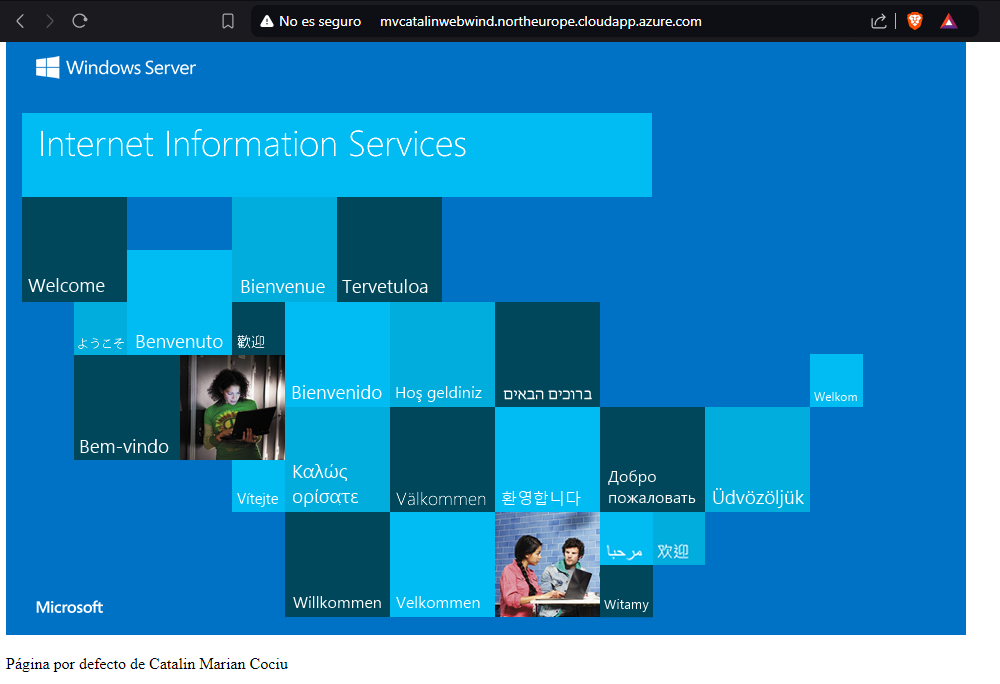 No es seguro mvcatalinwebwind.northeurope.cloudapp.azure.com
Windows Server
Internet Information Services
Welcome
Bienvenue
Tervetuloa
ようこそ
Benvenuto
歡迎
Bienvenido
Hoş geldiniz
ברוכים הבאים
Welkom
Bem-vindo
Vítejte
Καλώς
ορίσατε
Välkommen
환영합니다
Добро
пожаловать
Üdvözöljük
Willkommen
Velkommen
مرحبا
欢迎
Witamy
Microsoft
Página por defecto de Catalin Marian Cociu